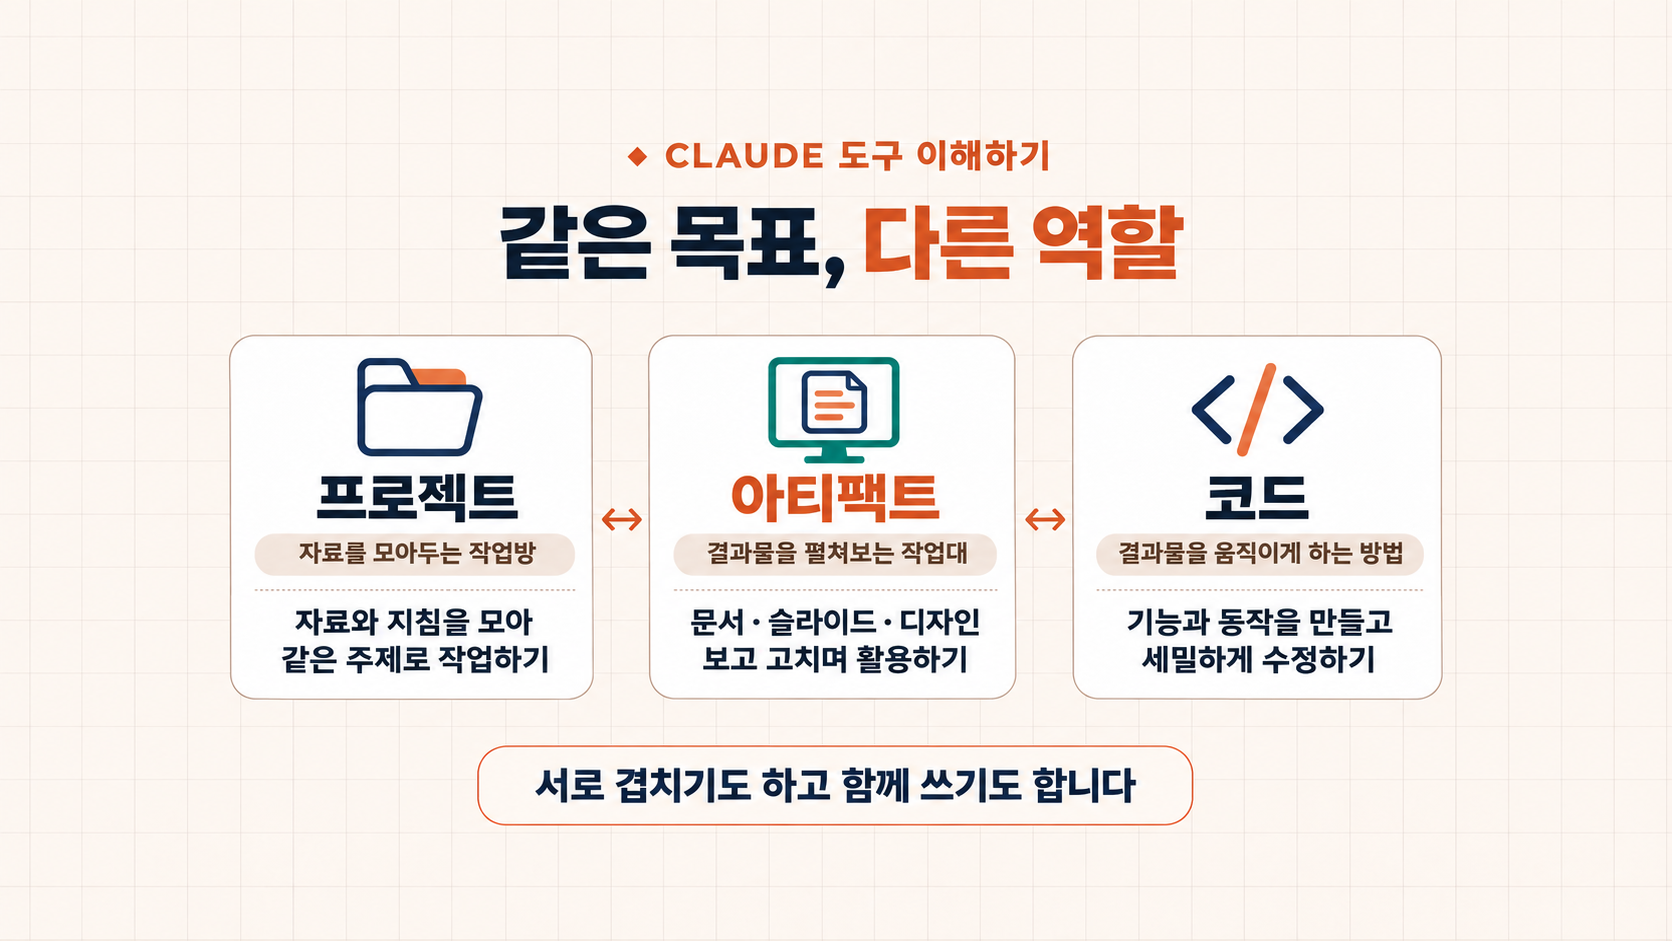 CLAUDE 도구 이해하기
같은 목표, 다른 역할
프로젝트
자료를 모아두는 작업방
자료와 지침을 모아
같은 주제로 작업하기
아티팩트
결과물을 펼쳐보는 작업대
문서 · 슬라이드 · 디자인
보고 고치며 활용하기
코드
결과물을 움직이게 하는 방법
기능과 동작을 만들고
세밀하게 수정하기
서로 겹치기도 하고 함께 쓰기도 합니다